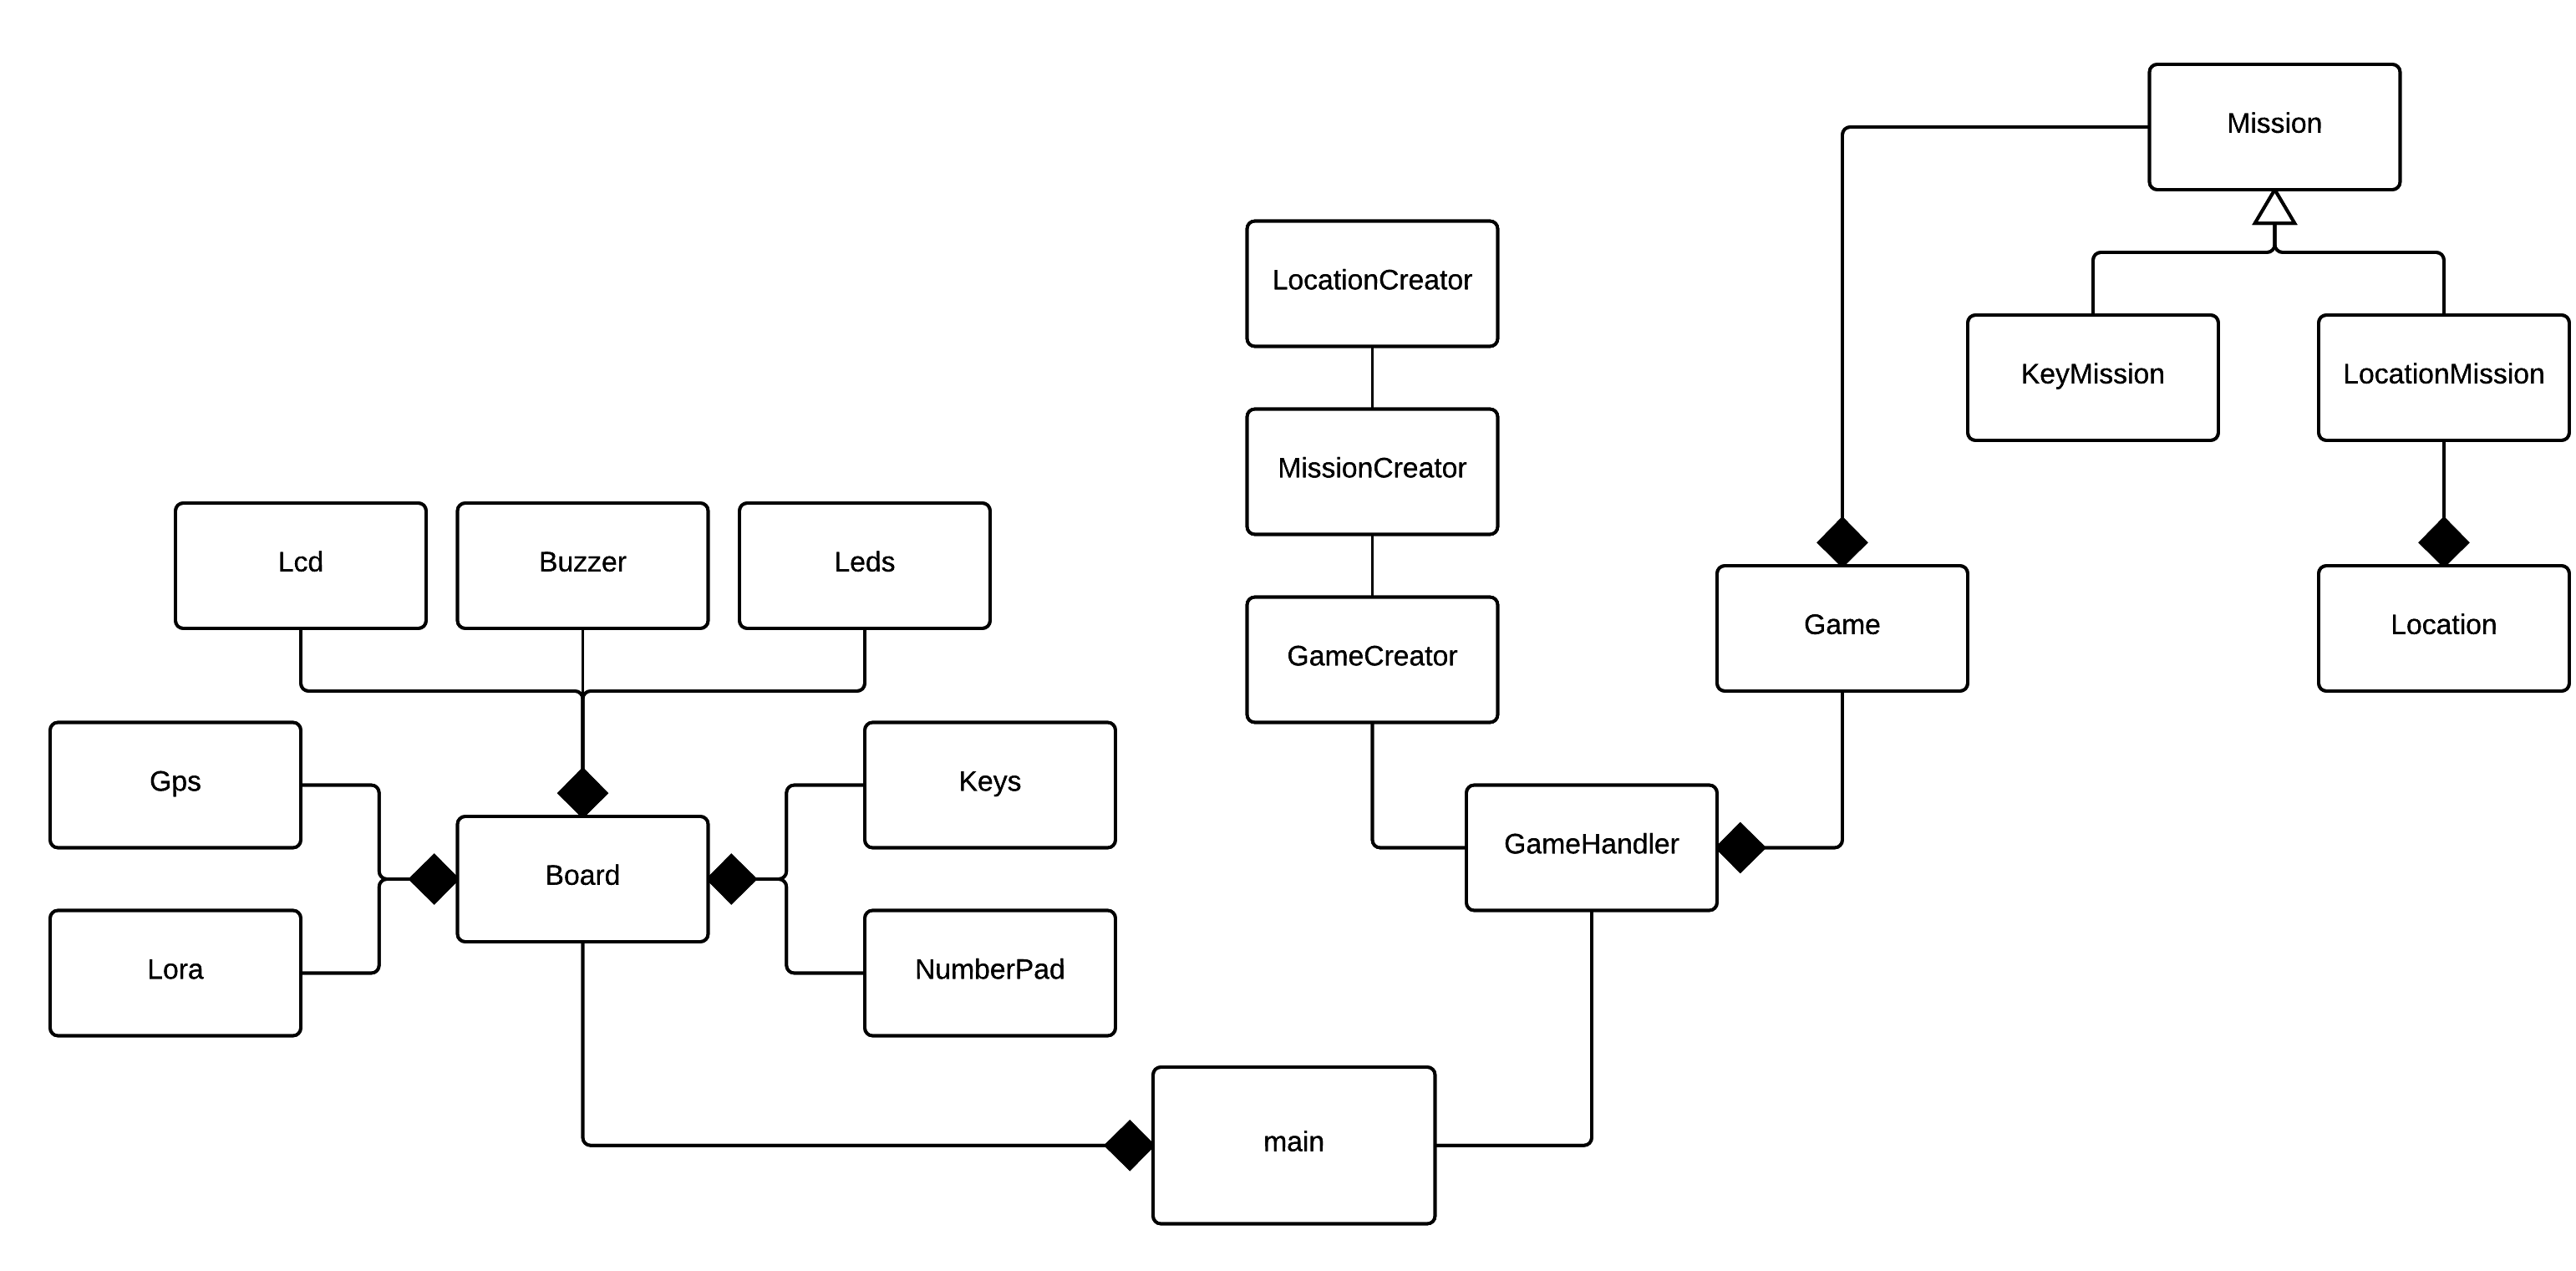 Mission
LocationCreator
KeyMission
LocationMission
MissionCreator
Lcd
Buzzer
Leds
Game
Location
GameCreator
Gps
Keys
GameHandler
Board
Lora
NumberPad
main